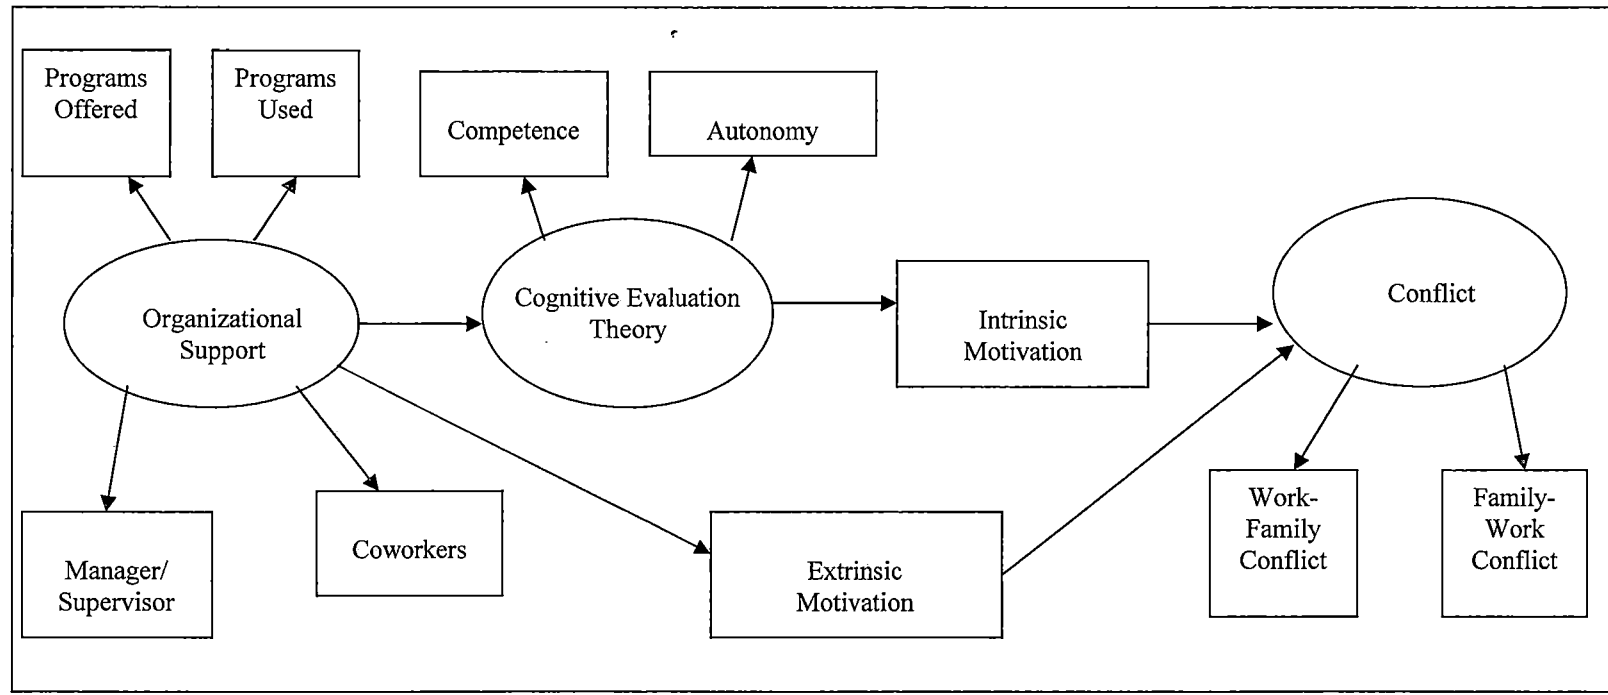 Programs
Offered
Programs
Used
Competence
Autonomy
Organizational
Support
Cognitive Evaluation
Theory
Intrinsic
Motivation
Conflict
Manager/
Supervisor
Coworkers
Extrinsic
Motivation
Work-
Family
Conflict
Family-
Work
Conflict